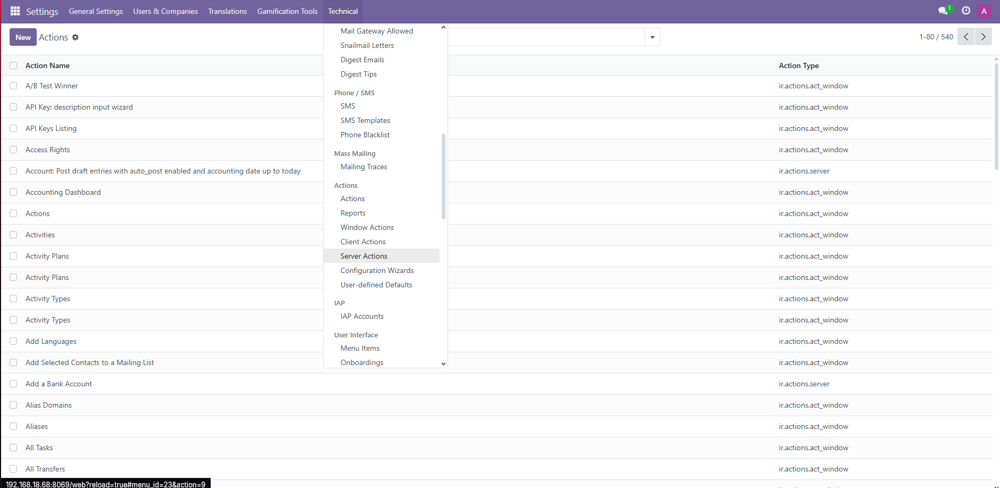 Settings General Settings Users & Companies Translations Gamification Tools Technical 1 A
New Actions 1-80 / 540
Mail Gateway Allowed
Snailmail Letters
Digest Emails
Digest Tips
Phone / SMS
SMS
SMS Templates
Phone Blacklist
Mass Mailing
Mailing Traces
Actions
Actions
Reports
Window Actions
Client Actions
Server Actions
Configuration Wizards
User-defined Defaults
IAP
IAP Accounts
User Interface
Menu Items
Onboardings
Action Name Action Type
A/B Test Winner ir.actions.act_window
API Key: description input wizard ir.actions.act_window
API Keys Listing ir.actions.act_window
Access Rights ir.actions.act_window
Account: Post draft entries with auto_post enabled and accounting date up to today ir.actions.server
Accounting Dashboard ir.actions.act_window
Actions ir.actions.act_window
Activities ir.actions.act_window
Activity Plans ir.actions.act_window
Activity Plans ir.actions.act_window
Activity Types ir.actions.act_window
Activity Types ir.actions.act_window
Add Languages ir.actions.act_window
Add Selected Contacts to a Mailing List ir.actions.act_window
Add a Bank Account ir.actions.server
Alias Domains ir.actions.act_window
Aliases ir.actions.act_window
All Tasks ir.actions.act_window
All Transfers ir.actions.act_window
192.168.18.68:8069/web?reload=true#menu_id=23&action=9